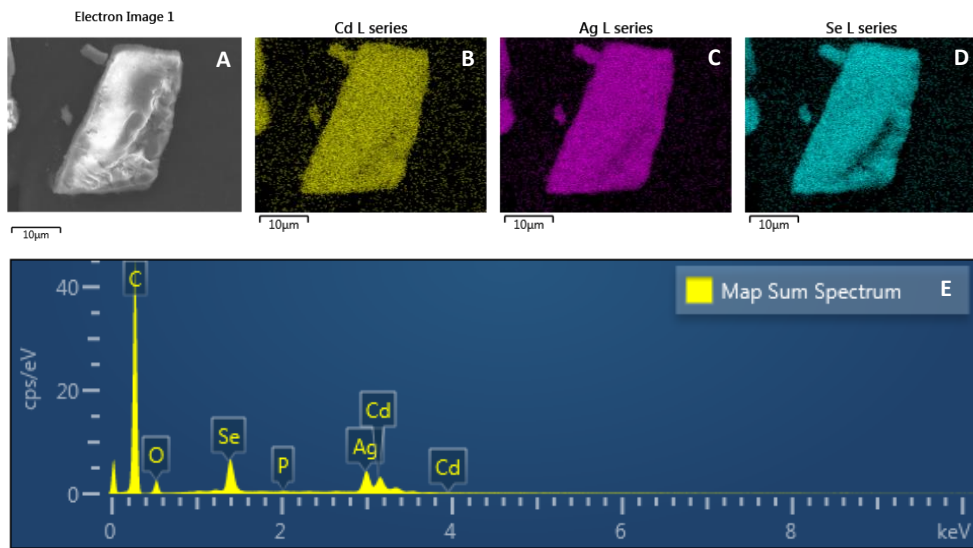 Electron Image 1
Cd L series
Ag L series
Se L series
A
B
C
D
10µm
10µm
10µm
10µm
Map Sum Spectrum
E
cps/eV
40
20
0
C
O
Se
P
Ag
Cd
Cd
0
2
4
6
8
keV